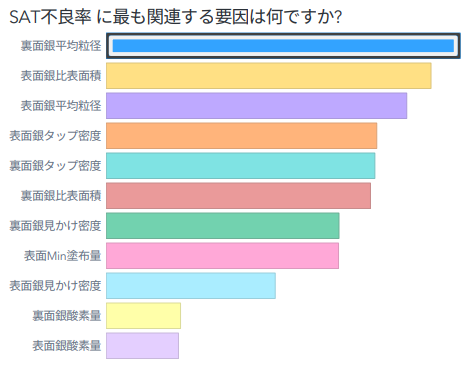 SAT不良率 に最も関連する要因は何ですか?
裏面銀平均粒径
表面銀比表面積
表面銀平均粒径
表面銀タップ密度
裏面銀タップ密度
裏面銀比表面積
裏面銀見かけ密度
表面Min塗布量
表面銀見かけ密度
裏面銀酸素量
表面銀酸素量